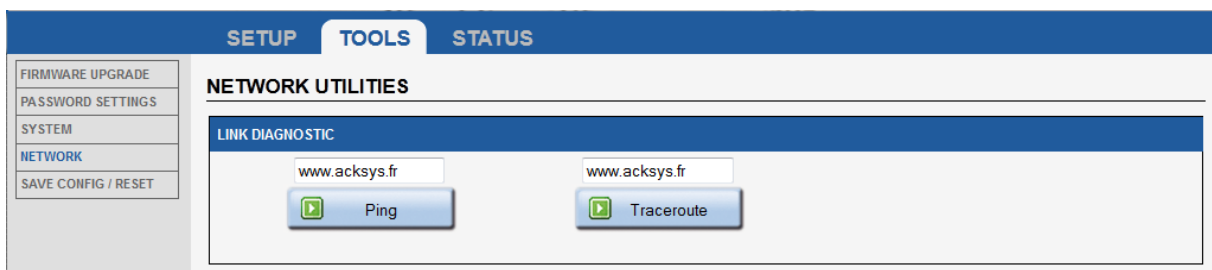 SETUP TOOLS STATUS
FIRMWARE UPGRADE
PASSWORD SETTINGS
SYSTEM
NETWORK
SAVE CONFIG / RESET
NETWORK UTILITIES
LINK DIAGNOSTIC
www.acksys.fr www.acksys.fr
Ping Traceroute